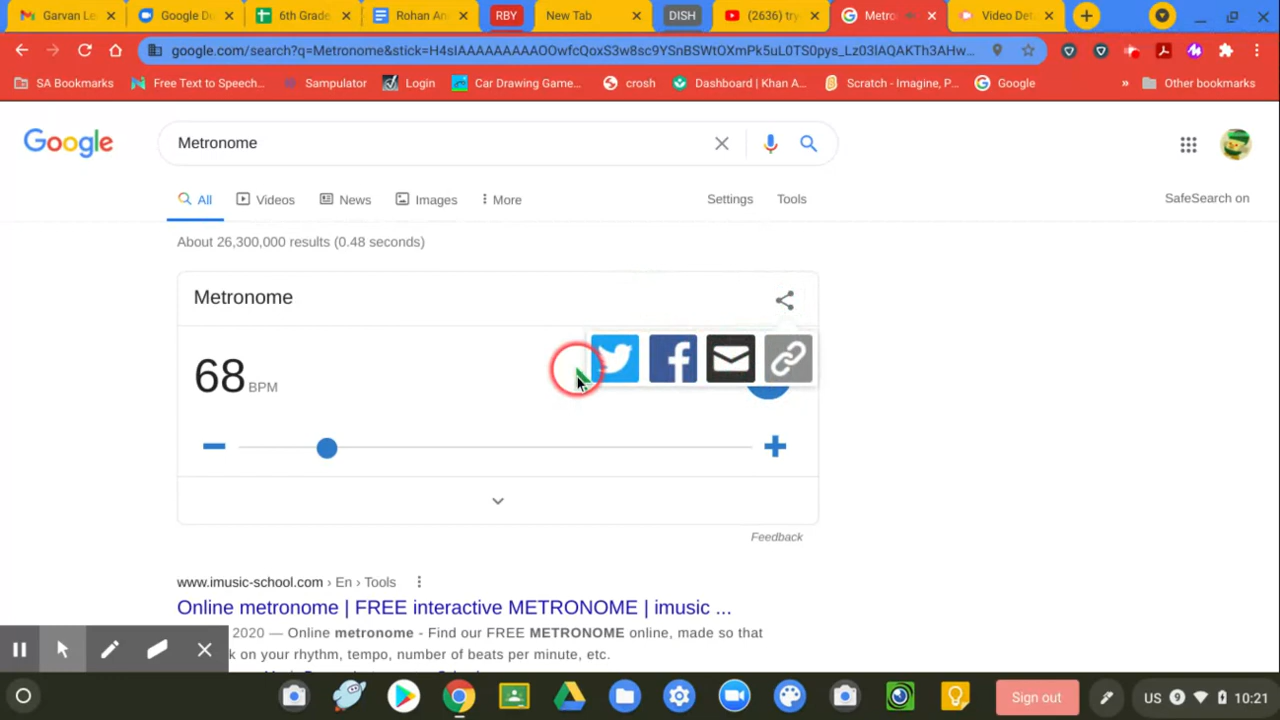 Garvan Le
Google Du
6th Grade,
Rohan An
RBY
New Tab
DISH
(2636) try
Metro
Video Det
google.com/search?q=Metronome&stick=
SA Bookmarks
Free Text to Speech...
Sampulator
Login
Car Drawing Game...
crosh
Dashboard | Khan A...
Scratch - Imagine, P...
Google
»
Other bookmarks
Google
Metronome
All
Videos
News
Images
More
Settings
Tools
SafeSearch on
About 26,300,000 results (0.48 seconds)
Metronome
68 BPM
Feedback
www.imusic-school.com › En › Tools
Online metronome | FREE interactive METRONOME | imusic ...
2020 — Online metronome - Find our FREE METRONOME online, made so that
k on your rhythm, tempo, number of beats per minute, etc.
Sign out
US
9
10:21